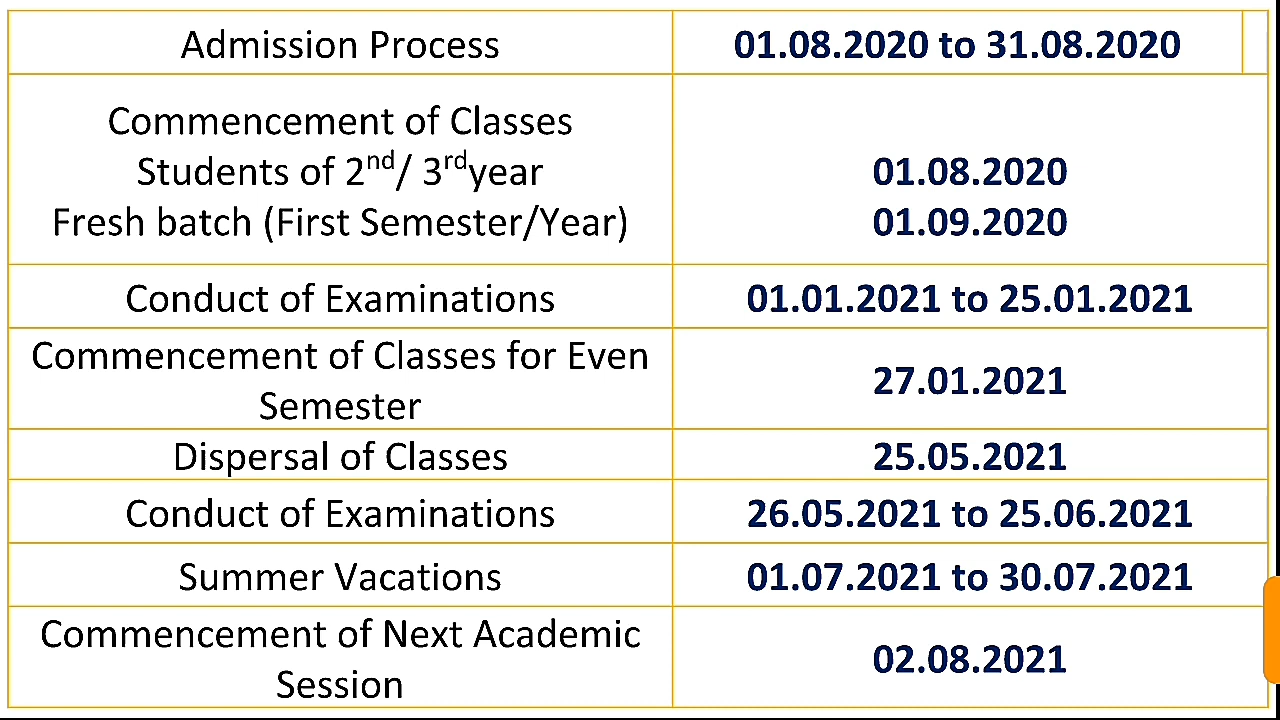 Admission Process 01.08.2020 to 31.08.2020
Commencement of Classes
Students of 2nd/ 3rdyear 01.08.2020
Fresh batch (First Semester/Year) 01.09.2020
Conduct of Examinations 01.01.2021 to 25.01.2021
Commencement of Classes for Even
Semester 27.01.2021
Dispersal of Classes 25.05.2021
Conduct of Examinations 26.05.2021 to 25.06.2021
Summer Vacations 01.07.2021 to 30.07.2021
Commencement of Next Academic
Session 02.08.2021